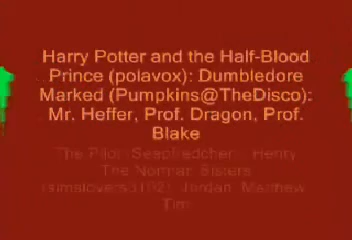 Harry Potter and the Half-Blood
Prince (polavox): Dumbledore
Marked (Pumpkins@TheDisco):
Mr. Heffer, Prof. Dragon, Prof.
Blake
The Pilot Henry
The Norman Sisters
Jordan, Matthew
Tim